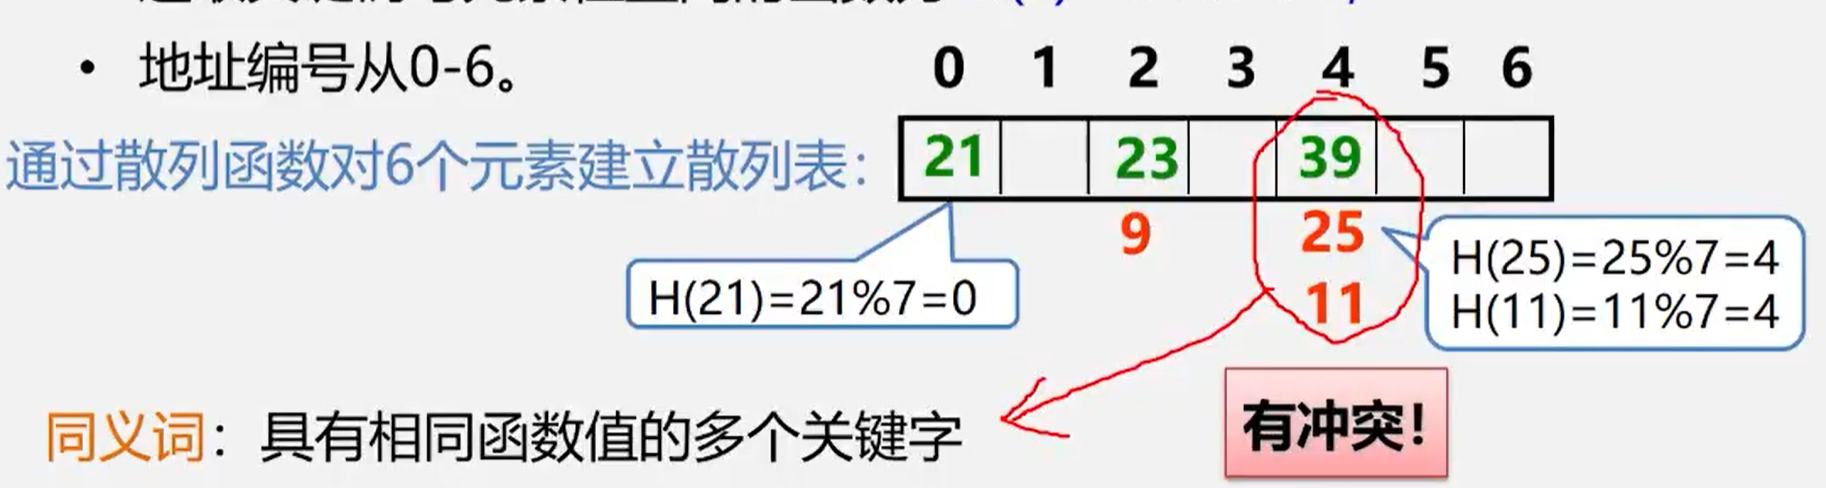 • 地址编号从0-6。
0 1 2 3 4 5 6
通过散列函数对6个元素建立散列表：
21 23 39
9 25
11
H(21)=21%7=0
H(25)=25%7=4
H(11)=11%7=4
同义词：具有相同函数值的多个关键字
有冲突！